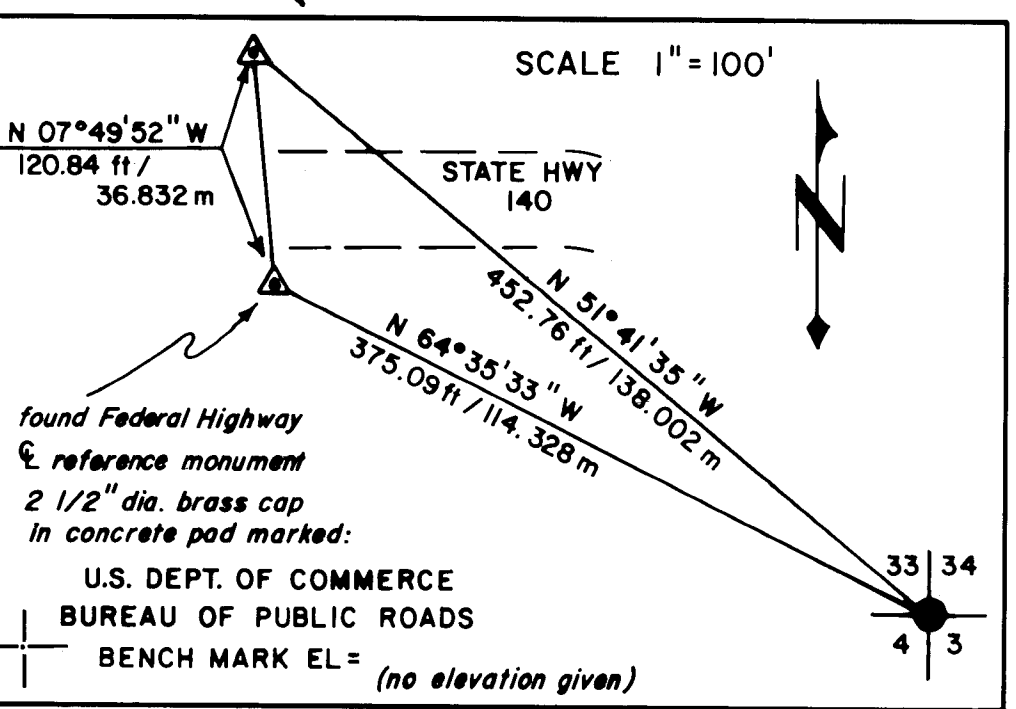 SCALE 1" = 100'
N 07°49'52" W
120.84 ft /
36.832 m
STATE HWY
140
N
N 51°41'35" W
452.76 ft / 138.002 m
N 64°35'33" W
375.09 ft / 114.328 m
found Federal Highway
℄ reference monument
2 1/2" dia. brass cap
in concrete pad marked:
U.S. DEPT. OF COMMERCE
BUREAU OF PUBLIC ROADS
BENCH MARK EL=
(no elevation given)
33 34
4 3